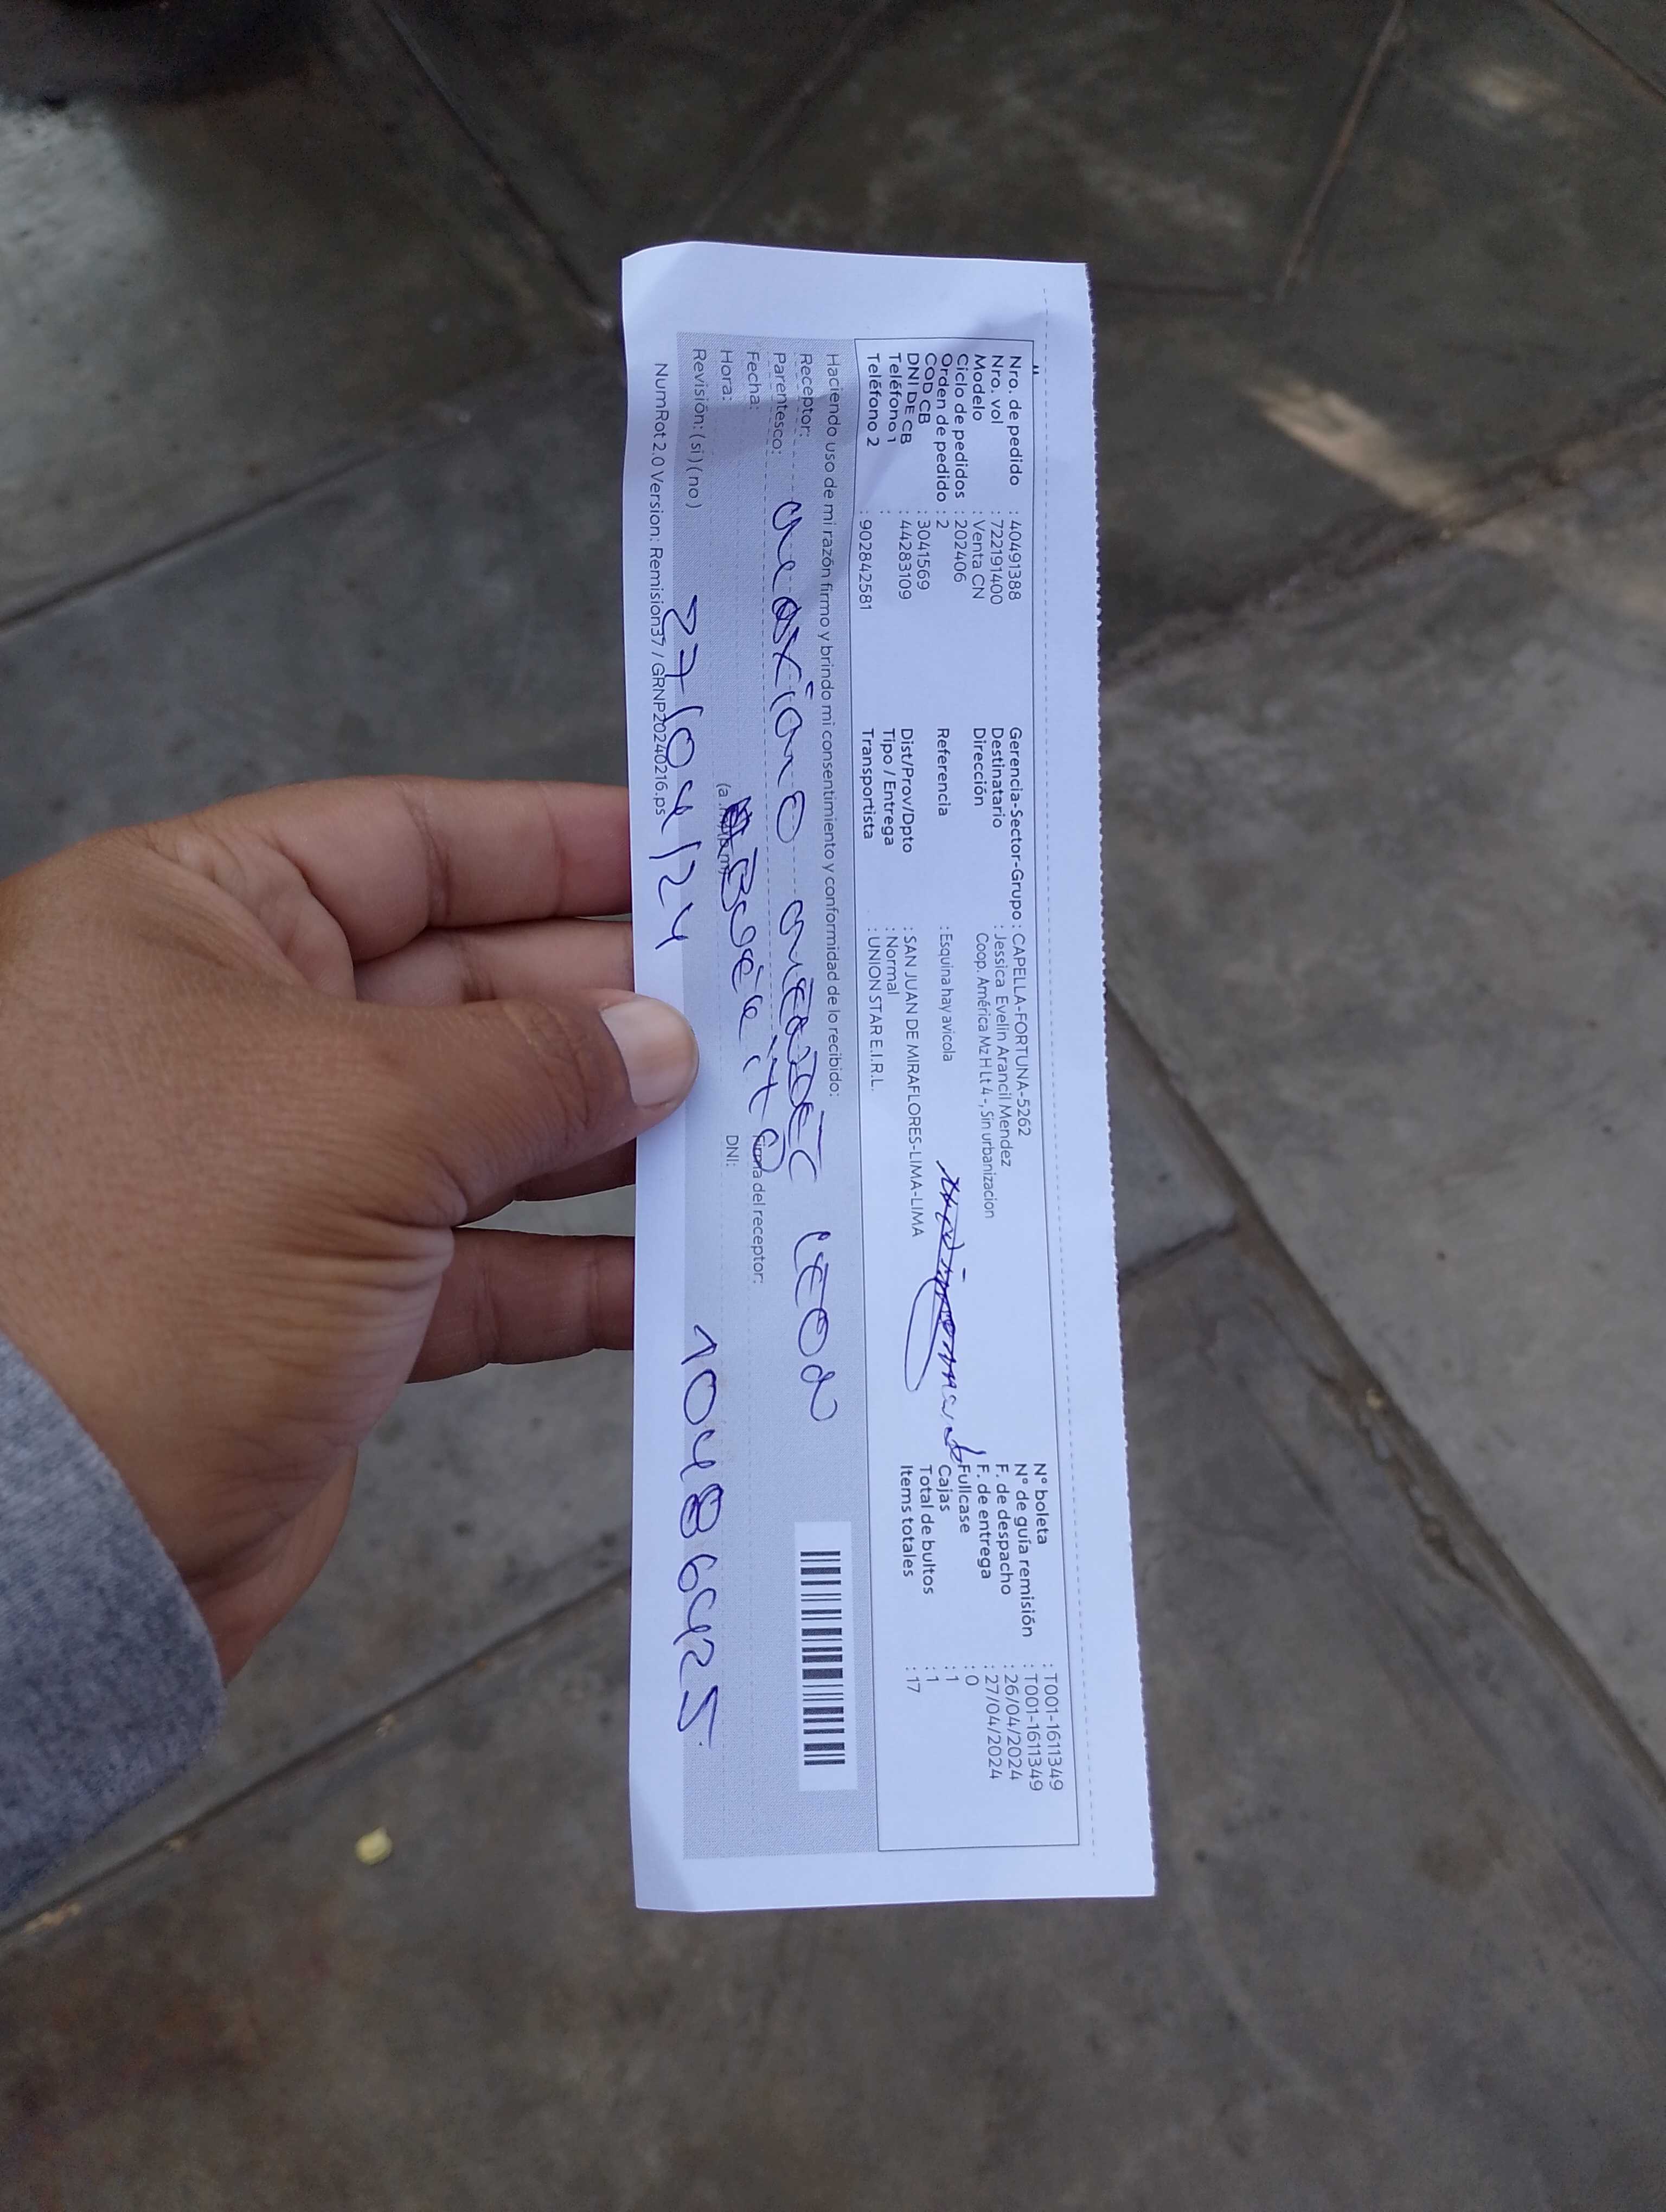 Nro. de pedido : 40491388
Nro. vol : 722191400
Modelo : Venta CN
Ciclo de pedidos : 202406
Orden de pedido : 2
COD CB : 3041569
DNI DE CB : 44283109
Teléfono 1 :
Teléfono 2 : 902842581
Gerencia-Sector-Grupo : CAPELLA-FORTUNA-5262
Destinatario : Jessica Evelin Arancil Mendez
Dirección Coop. América Mz H Lt 4 -, Sin urbanizacion
Referencia : Esquina hay avicola
Dist/Prov/Dpto : SAN JUAN DE MIRAFLORES-LIMA-LIMA
Tipo / Entrega : Normal
Transportista : UNION STAR E.I.R.L.
N° boleta : T001-1611349
N° de guía remisión : T001-1611349
F. de despacho : 26/04/2024
F. de entrega : 27/04/2024
Fullcase : 0
Cajas : 1
Total de bultos : 1
Items totales : 17
Haciendo uso de mi razón firmo y brindo mi consentimiento y conformidad de lo recibido:
Receptor:
Parentesco: León
Fecha:
Firma del receptor:
Hora:
DNI:
Revisión: (si) (no) 27/04/24 10486425
NumRot 2.0 Version: Remision37 / GRNP20240216.ps